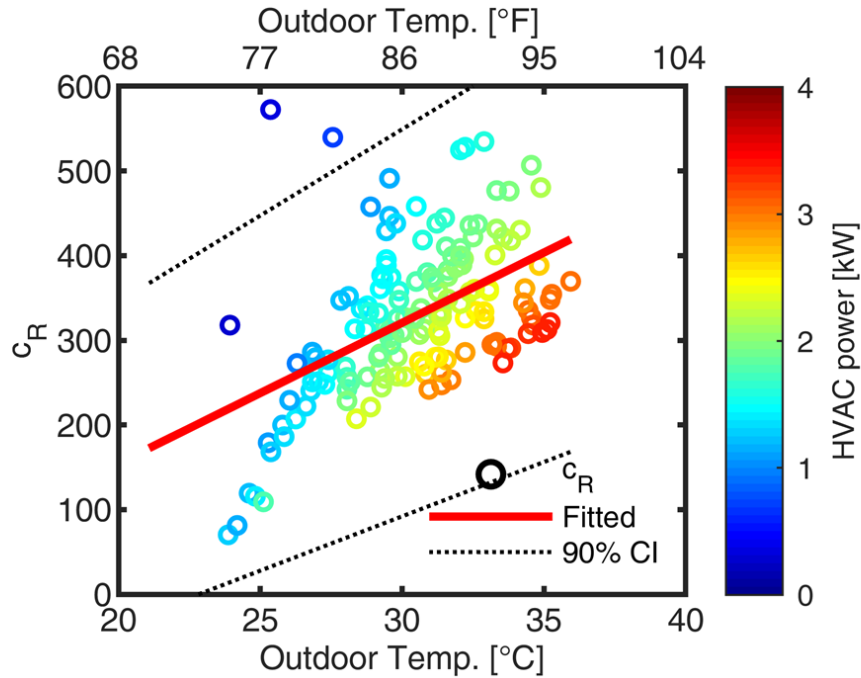 Outdoor Temp. [°F]
68 77 86 95 104
600
500
400
300
200
100
0
c_R
20 25 30 35 40
Outdoor Temp. [°C]
c_R
Fitted
90% CI
4
3
2
1
0
HVAC power [kW]